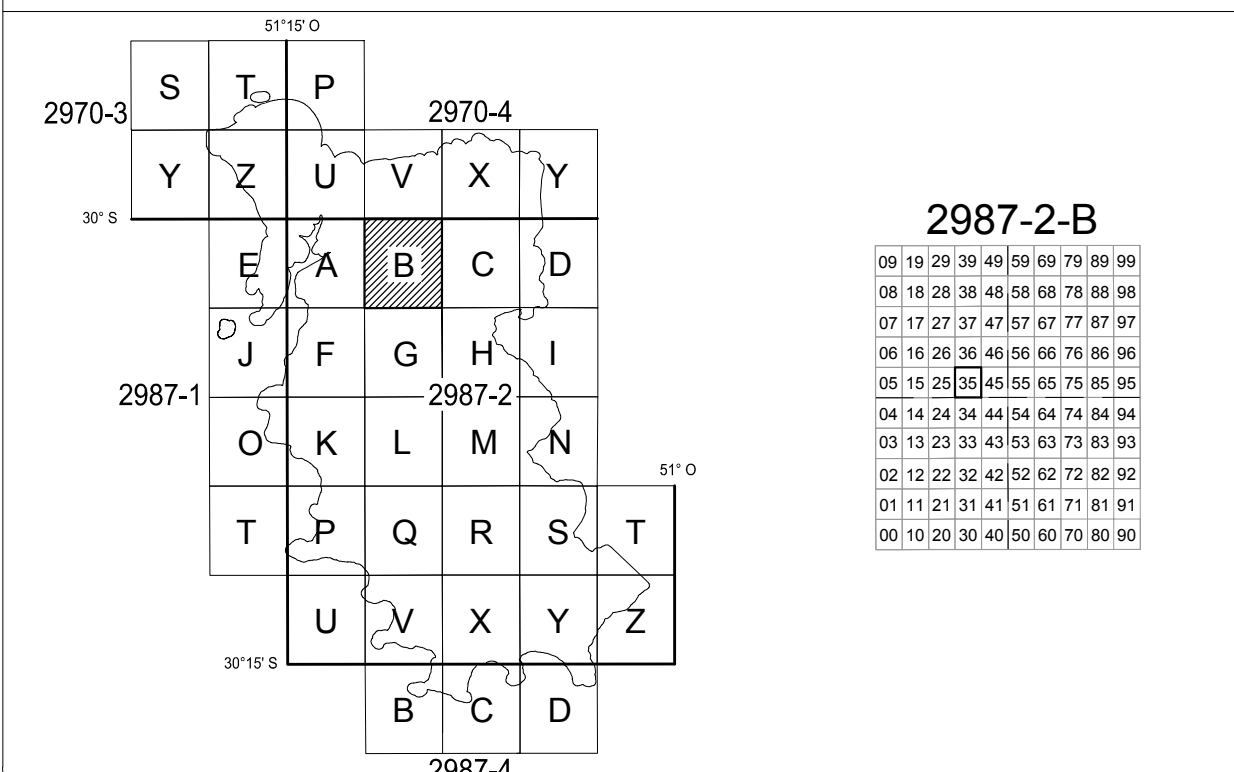 51°15' O
S T P
2970-3
2970-4
Y Z U V X Y
30° S
E A B C D
J F G H I
2987-1
2987-2
O K L M N
51° O
T P Q R S T
U V X Y Z
30°15' S
B C D
2987-4
2987-2-B
09 19 29 39 49 59 69 79 89 99
08 18 28 38 48 58 68 78 88 98
07 17 27 37 47 57 67 77 87 97
06 16 26 36 46 56 66 76 86 96
05 15 25 35 45 55 65 75 85 95
04 14 24 34 44 54 64 74 84 94
03 13 23 33 43 53 63 73 83 93
02 12 22 32 42 52 62 72 82 92
01 11 21 31 41 51 61 71 81 91
00 10 20 30 40 50 60 70 80 90